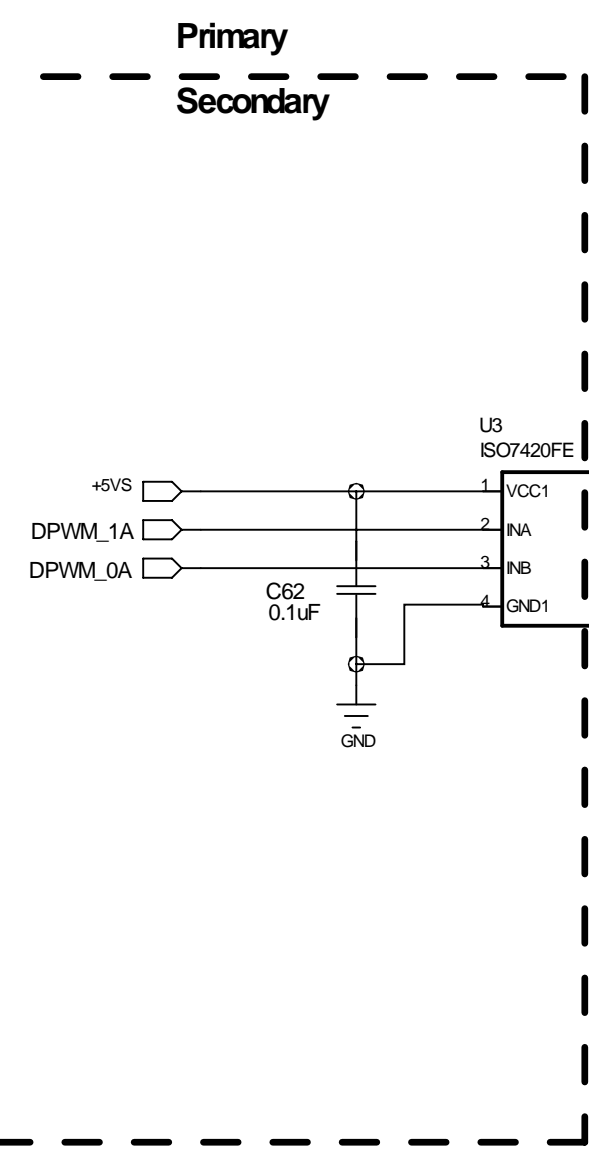 Primary
Secondary
U3
ISO7420FE
+5VS
1
VCC1
DPWM_1A
2
INA
DPWM_0A
3
INB
C62
0.1uF
4
GND1
GND